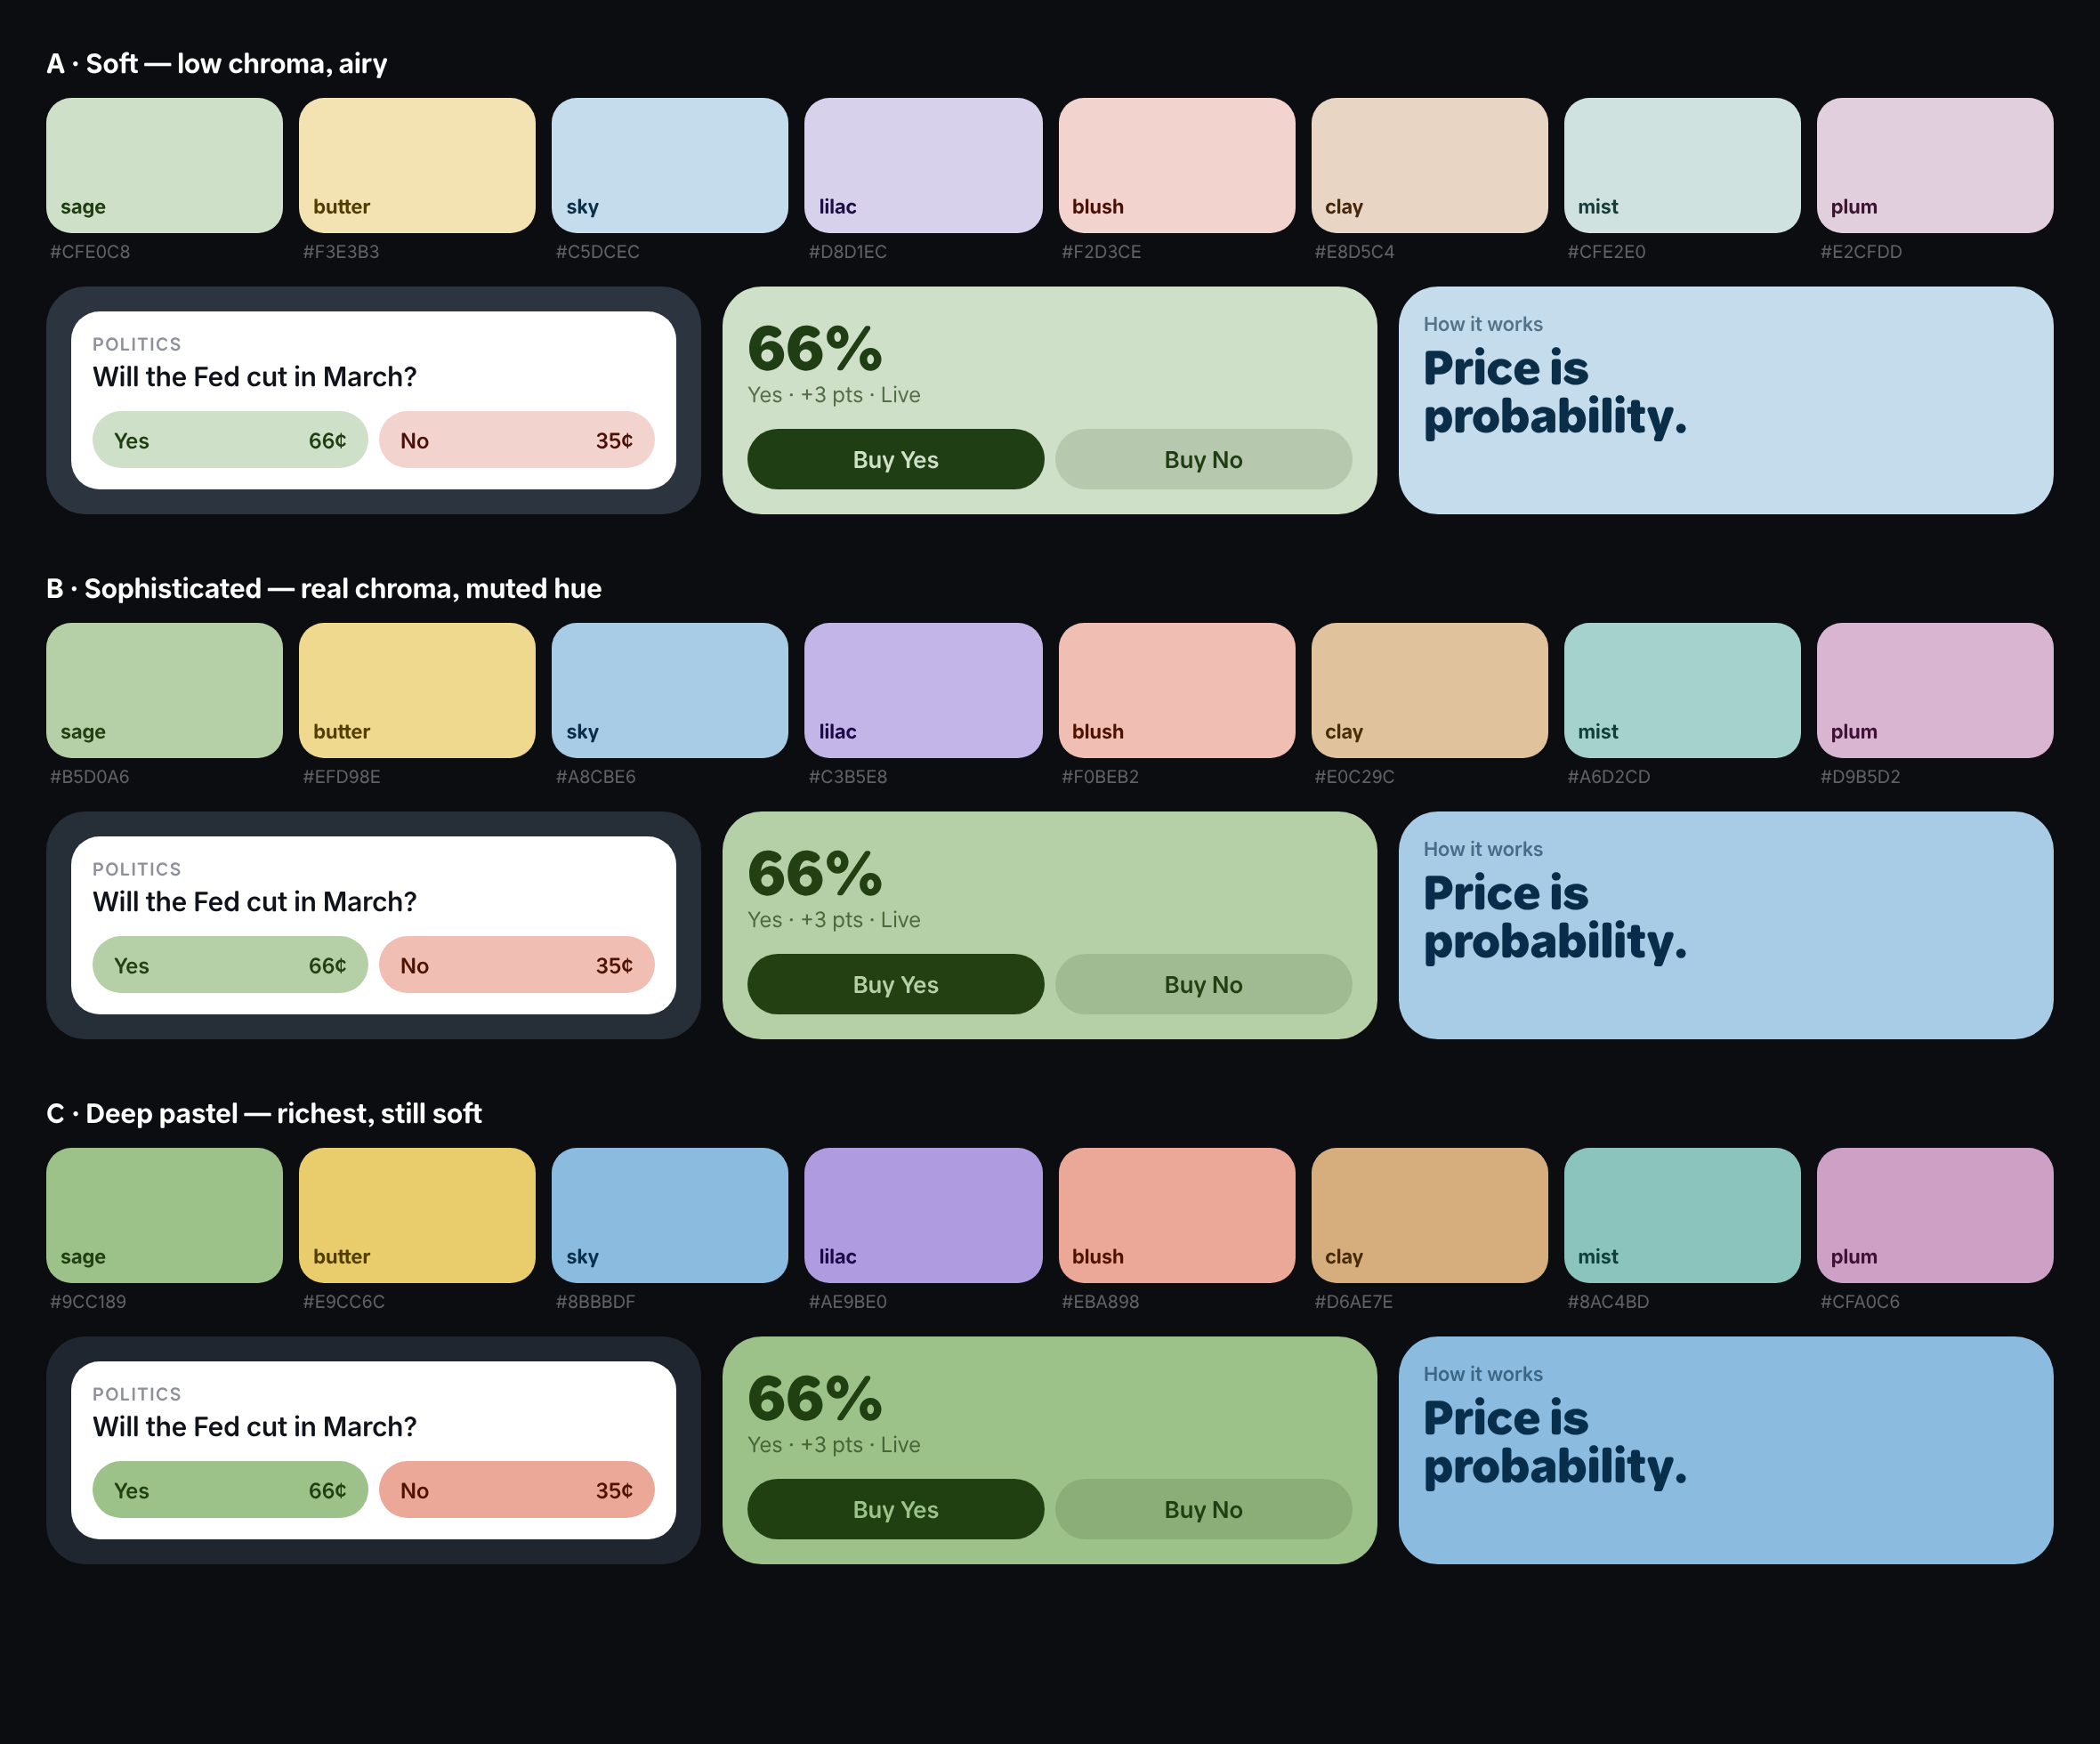 A · Soft — low chroma, airy
sage
butter
sky
lilac
blush
clay
mist
plum
#CFE0C8
#F3E3B3
#C5DCEC
#D8D1EC
#F2D3CE
#E8D5C4
#CFE2E0
#E2CFDD
POLITICS
Will the Fed cut in March?
Yes 66¢
No 35¢
66%
Yes · +3 pts · Live
Buy Yes
Buy No
How it works
Price is
probability.
B · Sophisticated — real chroma, muted hue
sage
butter
sky
lilac
blush
clay
mist
plum
#B5D0A6
#EFD98E
#A8CBE6
#C3B5E8
#F0BEB2
#E0C29C
#A6D2CD
#D9B5D2
POLITICS
Will the Fed cut in March?
Yes 66¢
No 35¢
66%
Yes · +3 pts · Live
Buy Yes
Buy No
How it works
Price is
probability.
C · Deep pastel — richest, still soft
sage
butter
sky
lilac
blush
clay
mist
plum
#9CC189
#E9CC6C
#8BBBDF
#AE9BE0
#EBA898
#D6AE7E
#8AC4BD
#CFA0C6
POLITICS
Will the Fed cut in March?
Yes 66¢
No 35¢
66%
Yes · +3 pts · Live
Buy Yes
Buy No
How it works
Price is
probability.